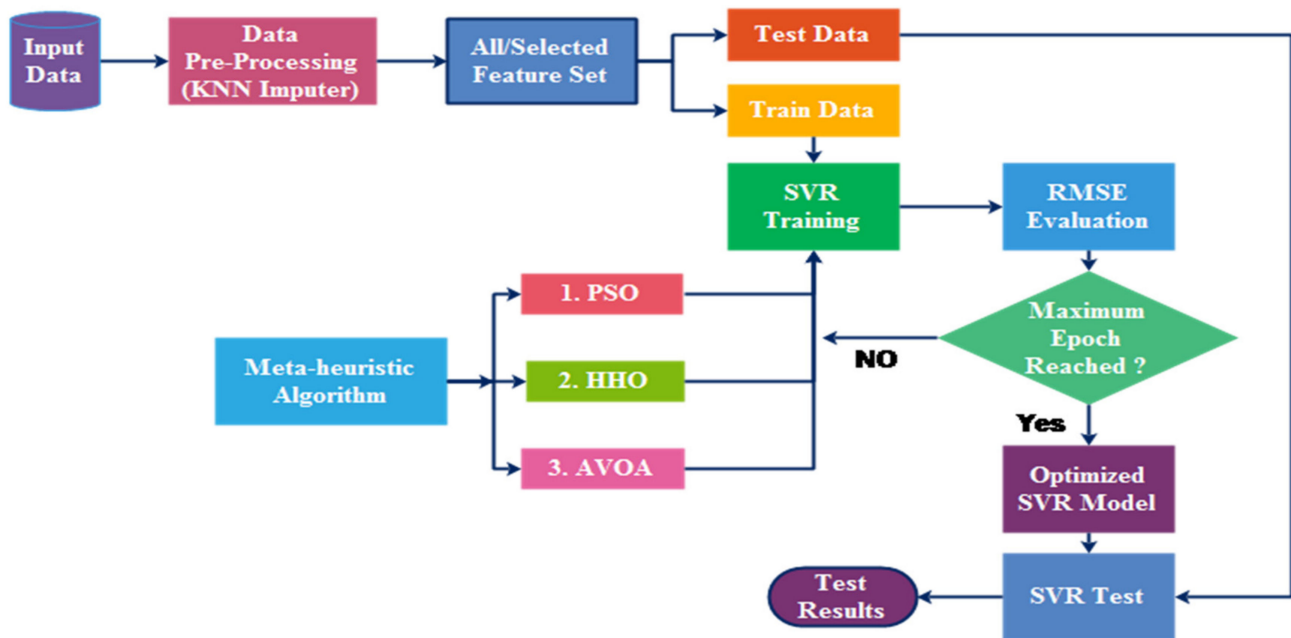 Input
Data
Data
Pre-Processing
(KNN Imputer)
All/Selected
Feature Set
Test Data
Train Data
SVR
Training
RMSE
Evaluation
1. PSO
Meta-heuristic
Algorithm
2. HHO
3. AVOA
Maximum
Epoch
Reached ?
NO
Yes
Optimized
SVR Model
SVR Test
Test
Results